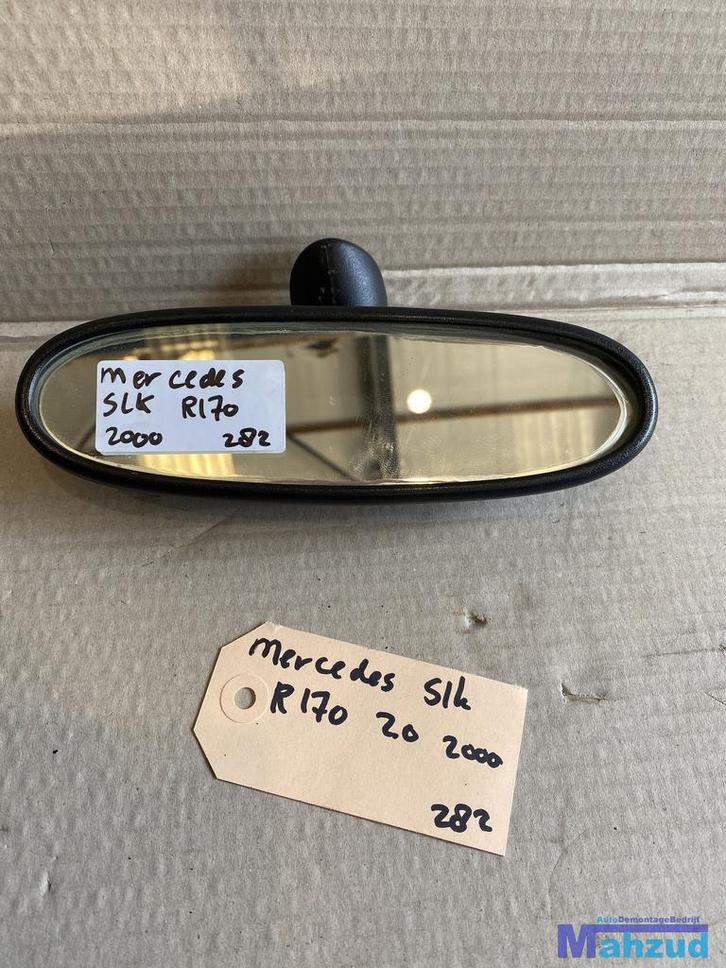 mercedes
SLK R170
2000 282
mercedes Slk
R170 20 2000
282
AutoDemontageBedrijf
Mahzud